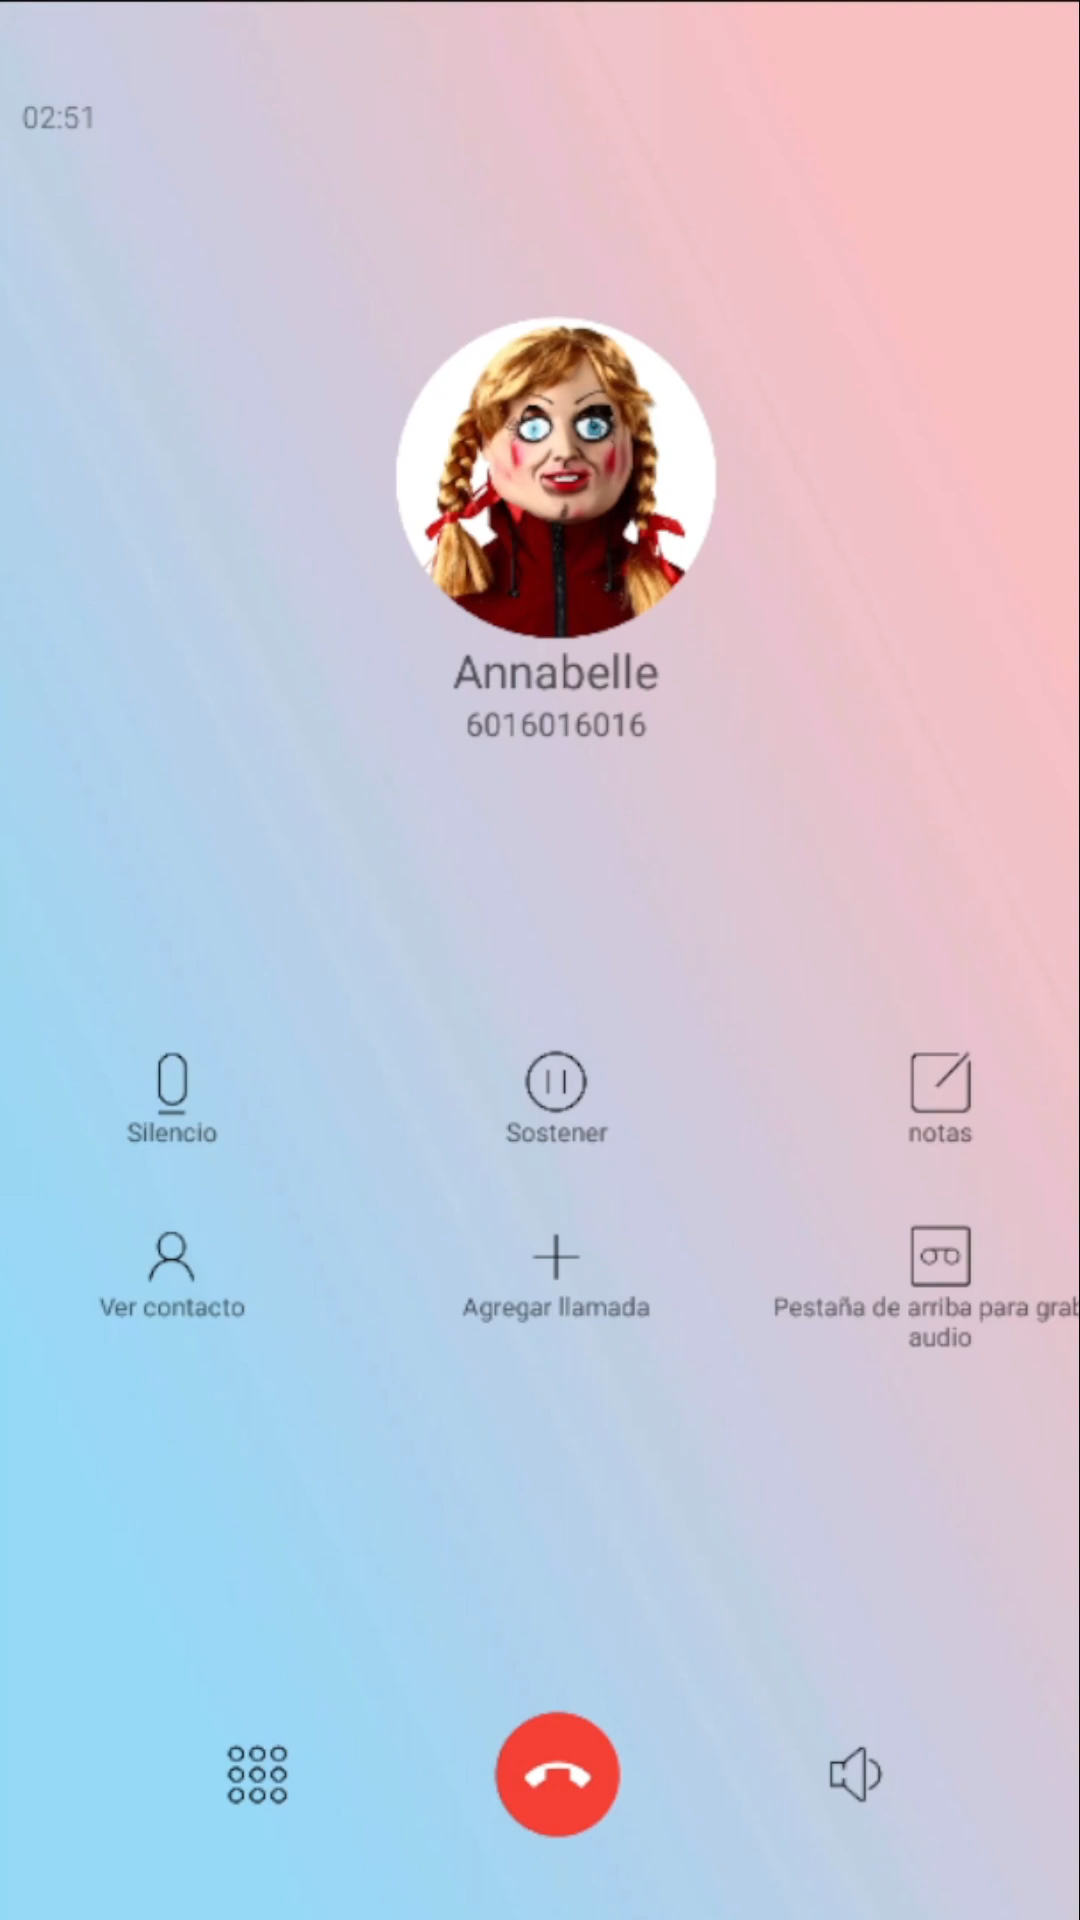 02:51
Annabelle
6016016016
Silencio
Sostener
notas
Ver contacto
Agregar llamada
Pestaña de arriba para grab
audio